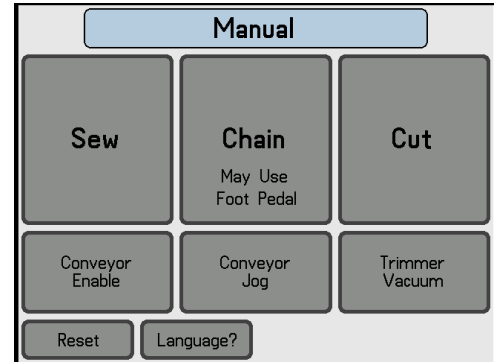 Manual
Sew
Chain
May Use
Foot Pedal
Cut
Conveyor
Enable
Conveyor
Jog
Trimmer
Vacuum
Reset
Language?